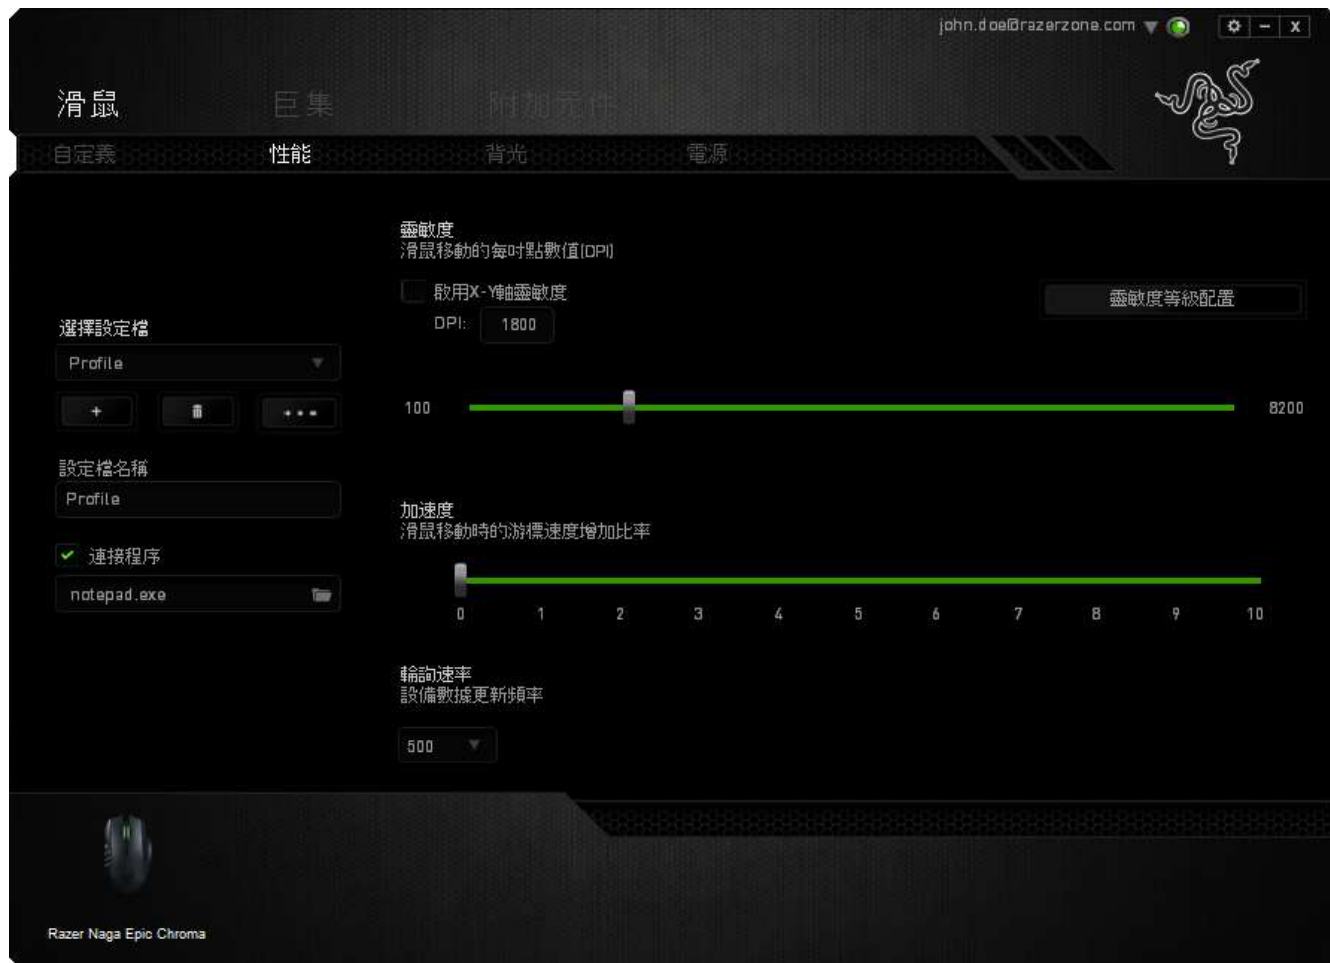 john.doe@razerzone.com
滑鼠 巨集 附加元件
自定義 性能 背光 電源
靈敏度
滑鼠移動的每吋點數值(DPI)
啟用X-Y軸靈敏度
靈敏度等級配置
DPI: 1800
選擇設定檔
Profile
100 8200
設定檔名稱
Profile
加速度
滑鼠移動時的游標速度增加比率
連接程序
notepad.exe
0 1 2 3 4 5 6 7 8 9 10
輪詢速率
設備數據更新頻率
500
Razer Naga Epic Chroma